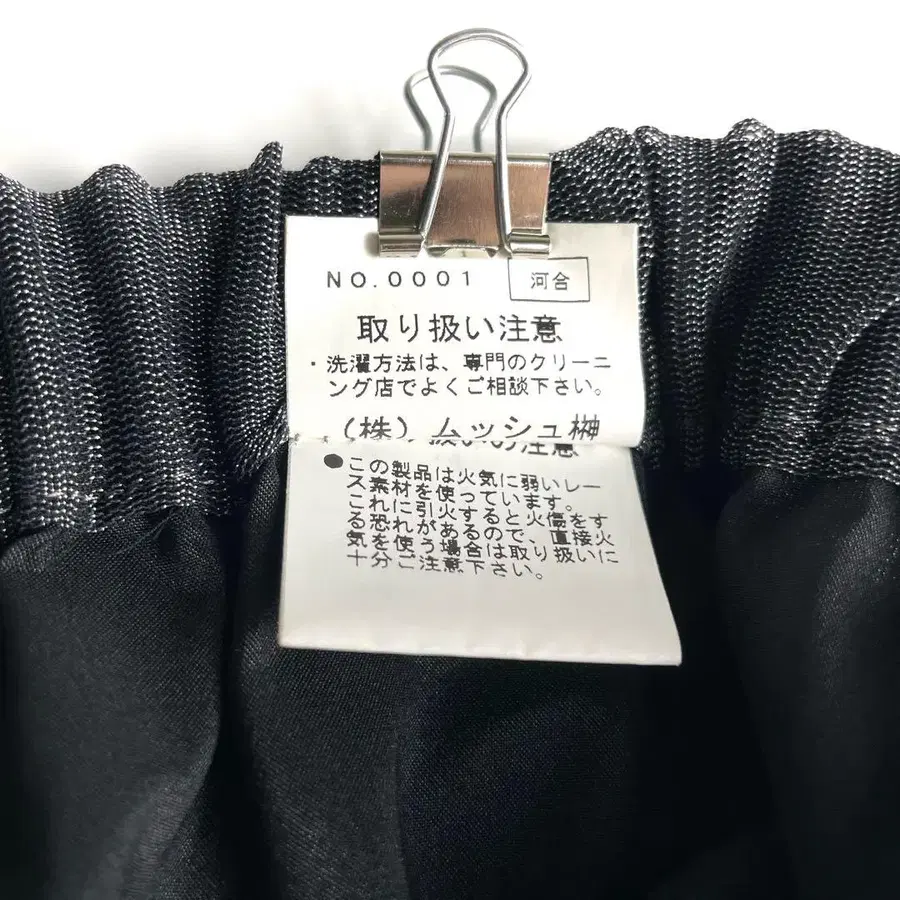 NO.0001 河合
取り扱い注意
・洗濯方法は、専門のクリーニ
ング店でよくご相談下さい。
(株)ムッシュ榊
扱いの注意
●この製品は火気に弱いレー
ス素材を使っています。
これに引火すると火傷をす
る恐れがあるので、直接火
気を使う場合は取り扱いに
十分ご注意下さい。